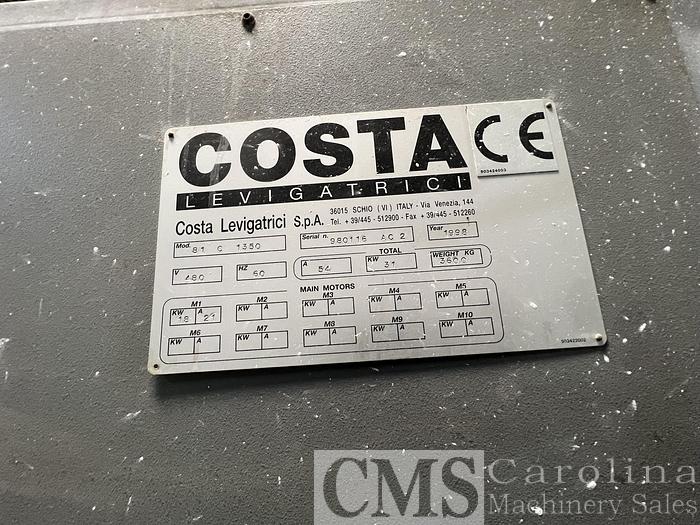 COSTA CE
LEVIGATRICI
903424003
Costa Levigatrici S.p.A.
36015 SCHIO (VI) ITALY - Via Venezia, 144
Tel. +39/445 - 512900 - Fax +39/445 - 512260
Mod. 81 C 1350 Serial n. 980116 AC 2 Year 1998
TOTAL
V 480 HZ 60 A 54 KW 31 WEIGHT KG 3600
MAIN MOTORS
M1 M2 M3 M4 M5
KW 18 A 21 KW A KW A KW A KW A
M6 M7 M8 M9 M10
KW A KW A KW A KW A KW A
903423002
CMS Carolina
Machinery Sales